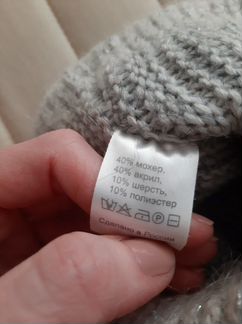 40% мохер,
40% акрил,
10% шерсть,
10% полиэстер
Сделано в России